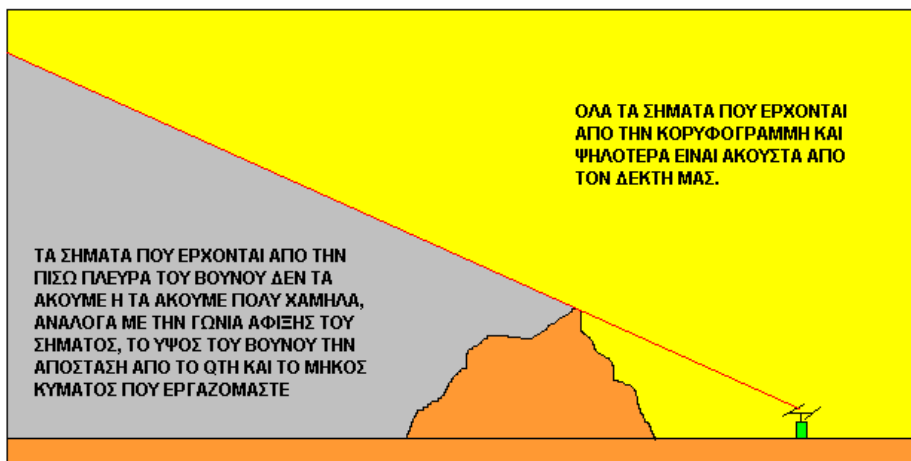 ΟΛΑ ΤΑ ΣΗΜΑΤΑ ΠΟΥ ΕΡΧΟΝΤΑΙ
ΑΠΟ ΤΗΝ ΚΟΡΥΦΟΓΡΑΜΜΗ ΚΑΙ
ΨΗΛΟΤΕΡΑ ΕΙΝΑΙ ΑΚΟΥΣΤΑ ΑΠΟ
ΤΟΝ ΔΕΚΤΗ ΜΑΣ.
ΤΑ ΣΗΜΑΤΑ ΠΟΥ ΕΡΧΟΝΤΑΙ ΑΠΟ ΤΗΝ
ΠΙΣΩ ΠΛΕΥΡΑ ΤΟΥ ΒΟΥΝΟΥ ΔΕΝ ΤΑ
ΑΚΟΥΜΕ Η ΤΑ ΑΚΟΥΜΕ ΠΟΛΥ ΧΑΜΗΛΑ,
ΑΝΑΛΟΓΑ ΜΕ ΤΗΝ ΓΩΝΙΑ ΑΦΙΞΗΣ ΤΟΥ
ΣΗΜΑΤΟΣ, ΤΟ ΥΨΟΣ ΤΟΥ ΒΟΥΝΟΥ ΤΗΝ
ΑΠΟΣΤΑΣΗ ΑΠΟ ΤΟ QTH ΚΑΙ ΤΟ ΜΗΚΟΣ
ΚΥΜΑΤΟΣ ΠΟΥ ΕΡΓΑΖΟΜΑΣΤΕ